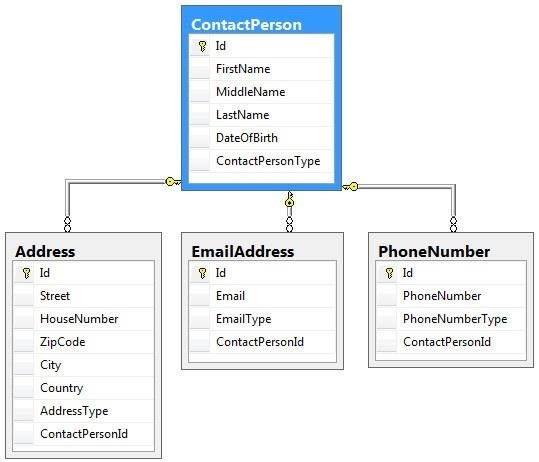 ContactPerson
Id
FirstName
MiddleName
LastName
DateOfBirth
ContactPersonType
Address
Id
Street
HouseNumber
ZipCode
City
Country
AddressType
ContactPersonId
EmailAddress
Id
Email
EmailType
ContactPersonId
PhoneNumber
Id
PhoneNumber
PhoneNumberType
ContactPersonId